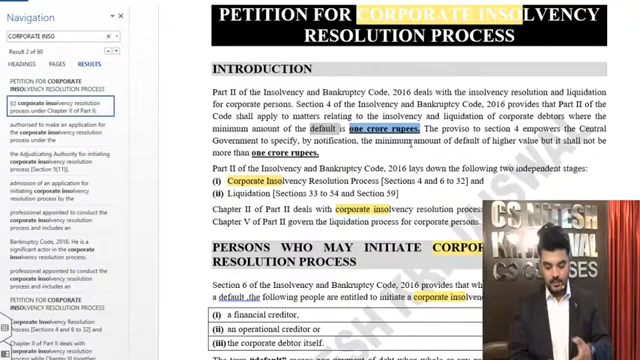 Navigation
CORPORATE INSO
Result 2 of 60
HEADINGS PAGES RESULTS
PETITION FOR CORPORATE
INSOLVENCY RESOLUTION PROCESS
(c) corporate insolvency resolution
process under Chapter II of Part II;
authorised to make an application for
initiating the corporate insolvency
resolution process under the
the Adjudicating Authority for initiating
corporate insolvency resolution
process [Section 5(11)].
admission of an application for
initiating the corporate insolvency
resolution process by the
professional appointed to conduct the
corporate insolvency resolution
process and includes an
Bankruptcy Code, 2016. He is a
significant actor in the corporate
insolvency resolution process.
professional appointed to conduct the
corporate insolvency resolution
process and includes an
PETITION FOR CORPORATE
INSOLVENCY RESOLUTION PROCESS
Corporate Insolvency Resolution
Process [Sections 4 and 6 to 32] and
Chapter II of Part II deals with
corporate insolvency resolution
PETITION FOR CORPORATE INSOLVENCY
RESOLUTION PROCESS
INTRODUCTION
Part II of the Insolvency and Bankruptcy Code, 2016 deals with the insolvency resolution and liquidation
for corporate persons. Section 4 of the Insolvency and Bankruptcy Code, 2016 provides that Part II of the
Code shall apply to matters relating to the insolvency and liquidation of corporate debtors where the
minimum amount of the default is one crore rupees. The proviso to section 4 empowers the Central
Government to specify, by notification, the minimum amount of default of higher value but it shall not be
more than one crore rupees.
Part II of the Insolvency and Bankruptcy Code, 2016 lays down the following two independent stages:
(i) Corporate Insolvency Resolution Process [Sections 4 and 6 to 32] and
(ii) Liquidation [Sections 33 to 54 and Section 59]
Chapter II of Part II deals with corporate insolvency resolution process
Chapter V of Part II govern the liquidation process for corporate persons.
PERSONS WHO MAY INITIATE CORPO
RESOLUTION PROCESS
Section 6 of the Insolvency and Bankruptcy Code, 2016 provides that whe
a default, the following people are entitled to initiate a corporate insolven
(i) a financial creditor,
(ii) an operational creditor or
(iii) the corporate debtor itself.
CS NITESH
KR. JAISWAL
CS COURSES